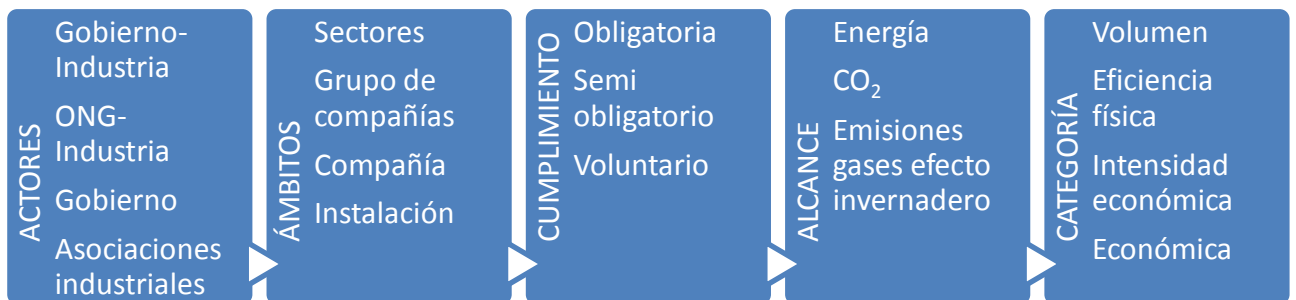 ACTORES
Gobierno-
Industria
ONG-
Industria
Gobierno
Asociaciones
industriales
ÁMBITOS
Sectores
Grupo de
compañías
Compañía
Instalación
CUMPLIMIENTO
Obligatoria
Semi
obligatorio
Voluntario
ALCANCE
Energía
CO₂
Emisiones
gases efecto
invernadero
CATEGORÍA
Volumen
Eficiencia
física
Intensidad
económica
Económica